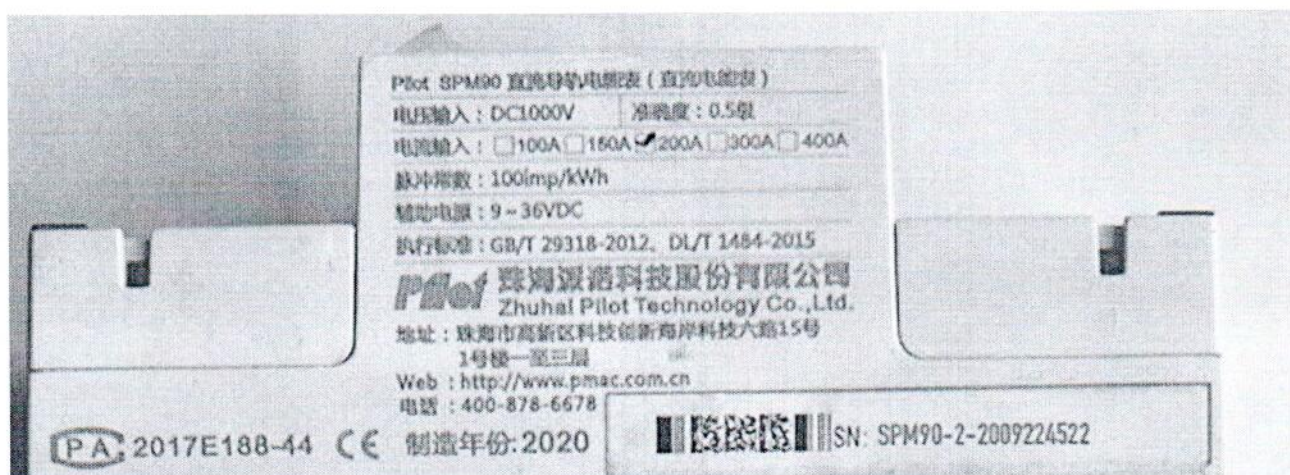 Pilot SPM90 直流导轨电能表（直流电能表）
电压输入：DC1000V 准确度：0.5级
电流输入：□100A□150A☑200A□300A□400A
脉冲常数：100imp/kWh
辅助电源：9~36VDC
执行标准：GB/T 29318-2012、DL/T 1484-2015
Pilot 珠海派诺科技股份有限公司
Zhuhai Pilot Technology Co.,Ltd.
地址：珠海市高新区科技创新海岸科技六路15号
1号楼一至三层
Web：http://www.pmac.com.cn
电话：400-878-6678
PA 2017E188-44 CE 制造年份:2020
SN: SPM90-2-2009224522